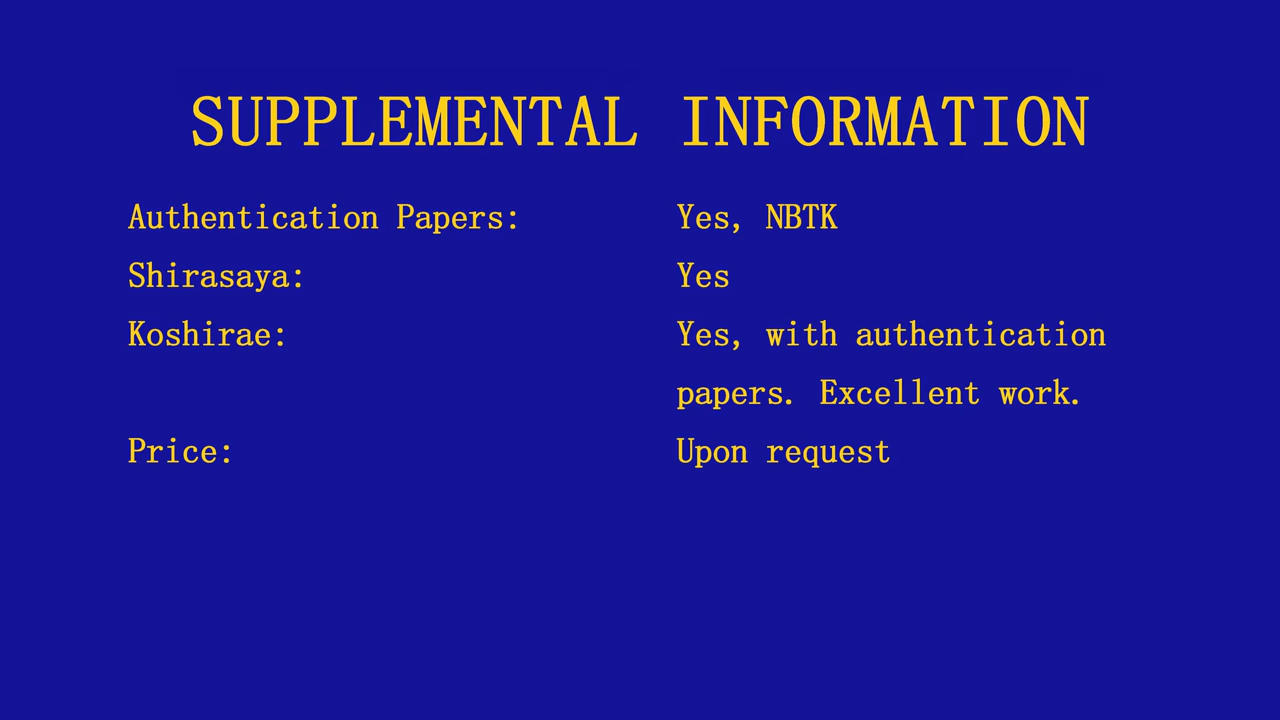 SUPPLEMENTAL INFORMATION
Authentication Papers: Yes, NBTK
Shirasaya: Yes
Koshirae: Yes, with authentication
papers. Excellent work.
Price: Upon request